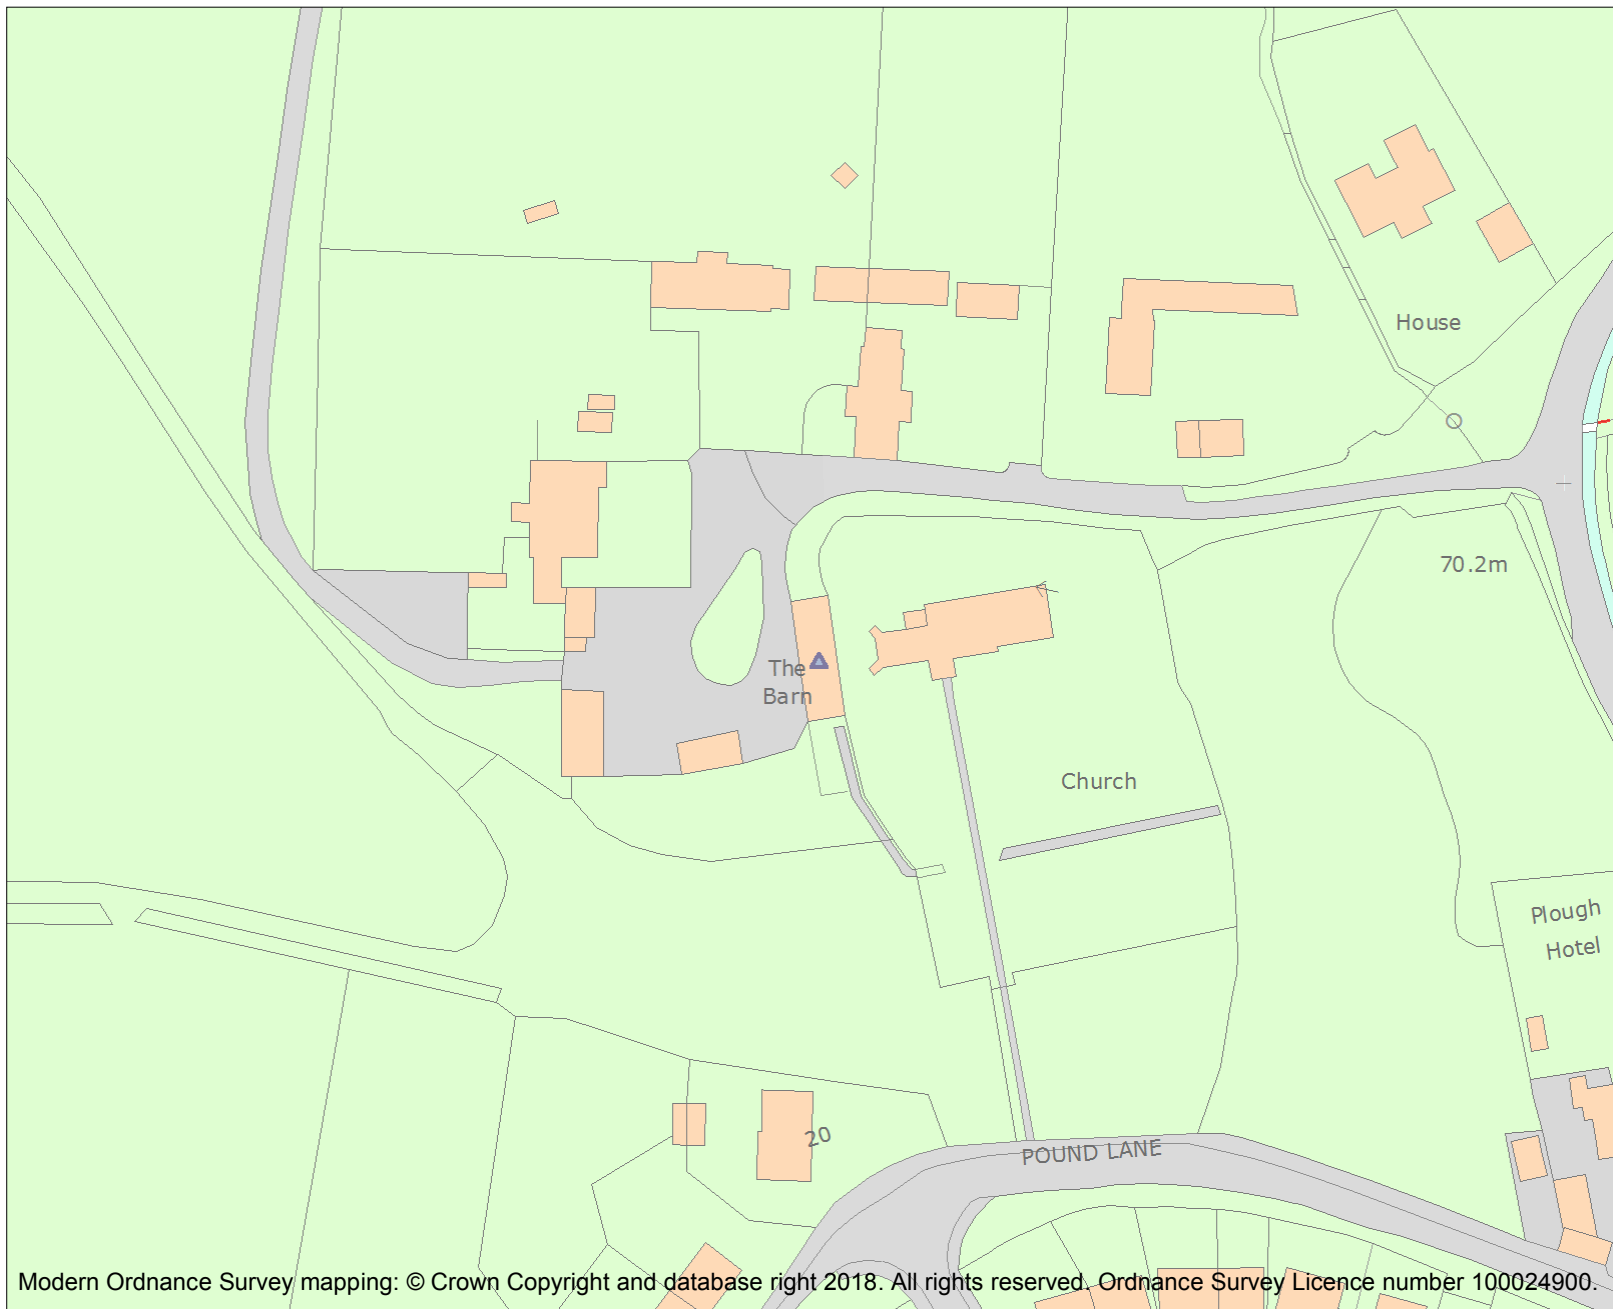 House
70.2m
The
Barn
Church
Plough
Hotel
20
POUND LANE
Modern Ordnance Survey mapping: © Crown Copyright and database right 2018. All rights reserved. Ordnance Survey Licence number 100024900.